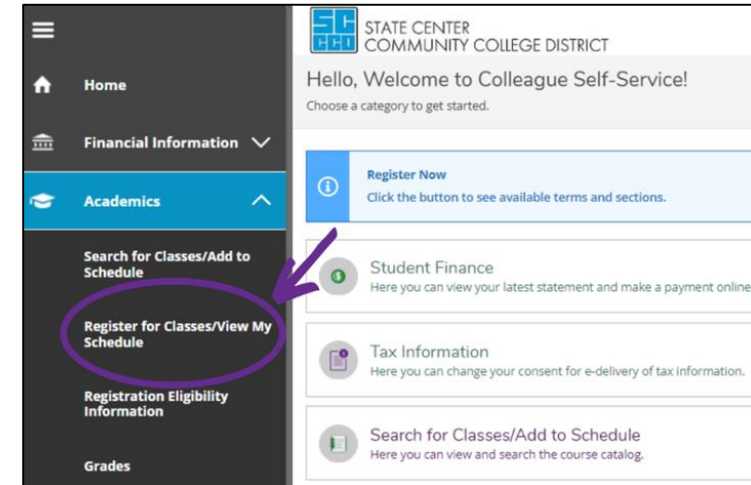 Home
Financial Information
Academics
Search for Classes/Add to
Schedule
Register for Classes/View My
Schedule
Registration Eligibility
Information
Grades
SC
CCD
STATE CENTER
COMMUNITY COLLEGE DISTRICT
Hello, Welcome to Colleague Self-Service!
Choose a category to get started.
Register Now
Click the button to see available terms and sections.
Student Finance
Here you can view your latest statement and make a payment online
Tax Information
Here you can change your consent for e-delivery of tax information.
Search for Classes/Add to Schedule
Here you can view and search the course catalog.